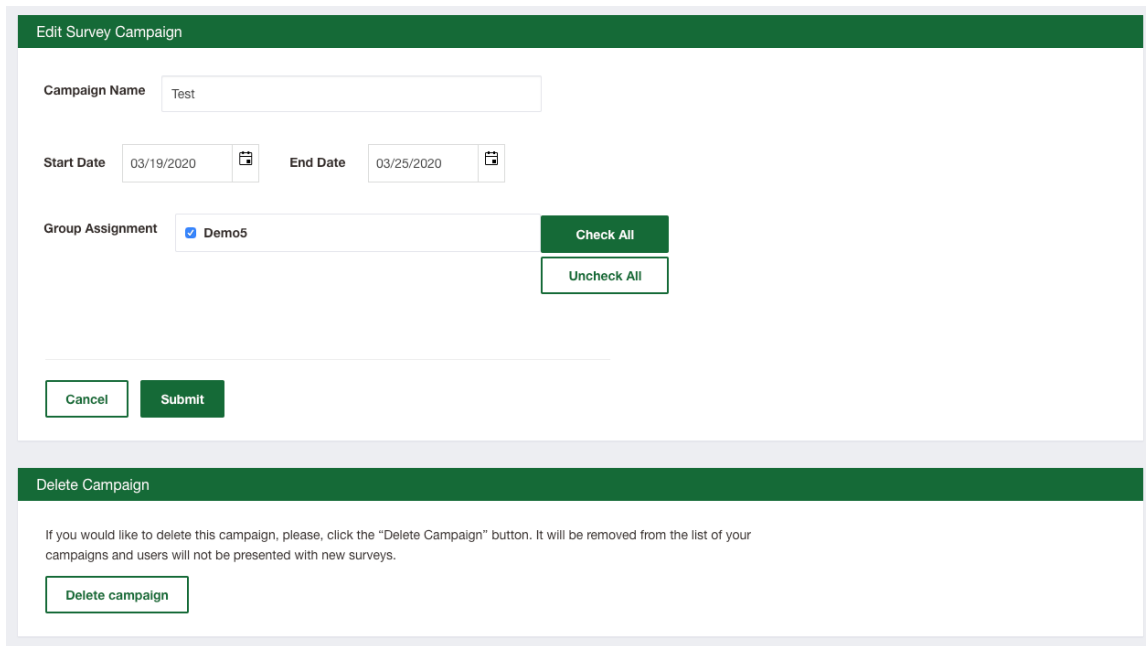 Edit Survey Campaign
Campaign Name Test
Start Date 03/19/2020 End Date 03/25/2020
Group Assignment Demo5 Check All
Uncheck All
Cancel Submit
Delete Campaign
If you would like to delete this campaign, please, click the “Delete Campaign” button. It will be removed from the list of your
campaigns and users will not be presented with new surveys.
Delete campaign